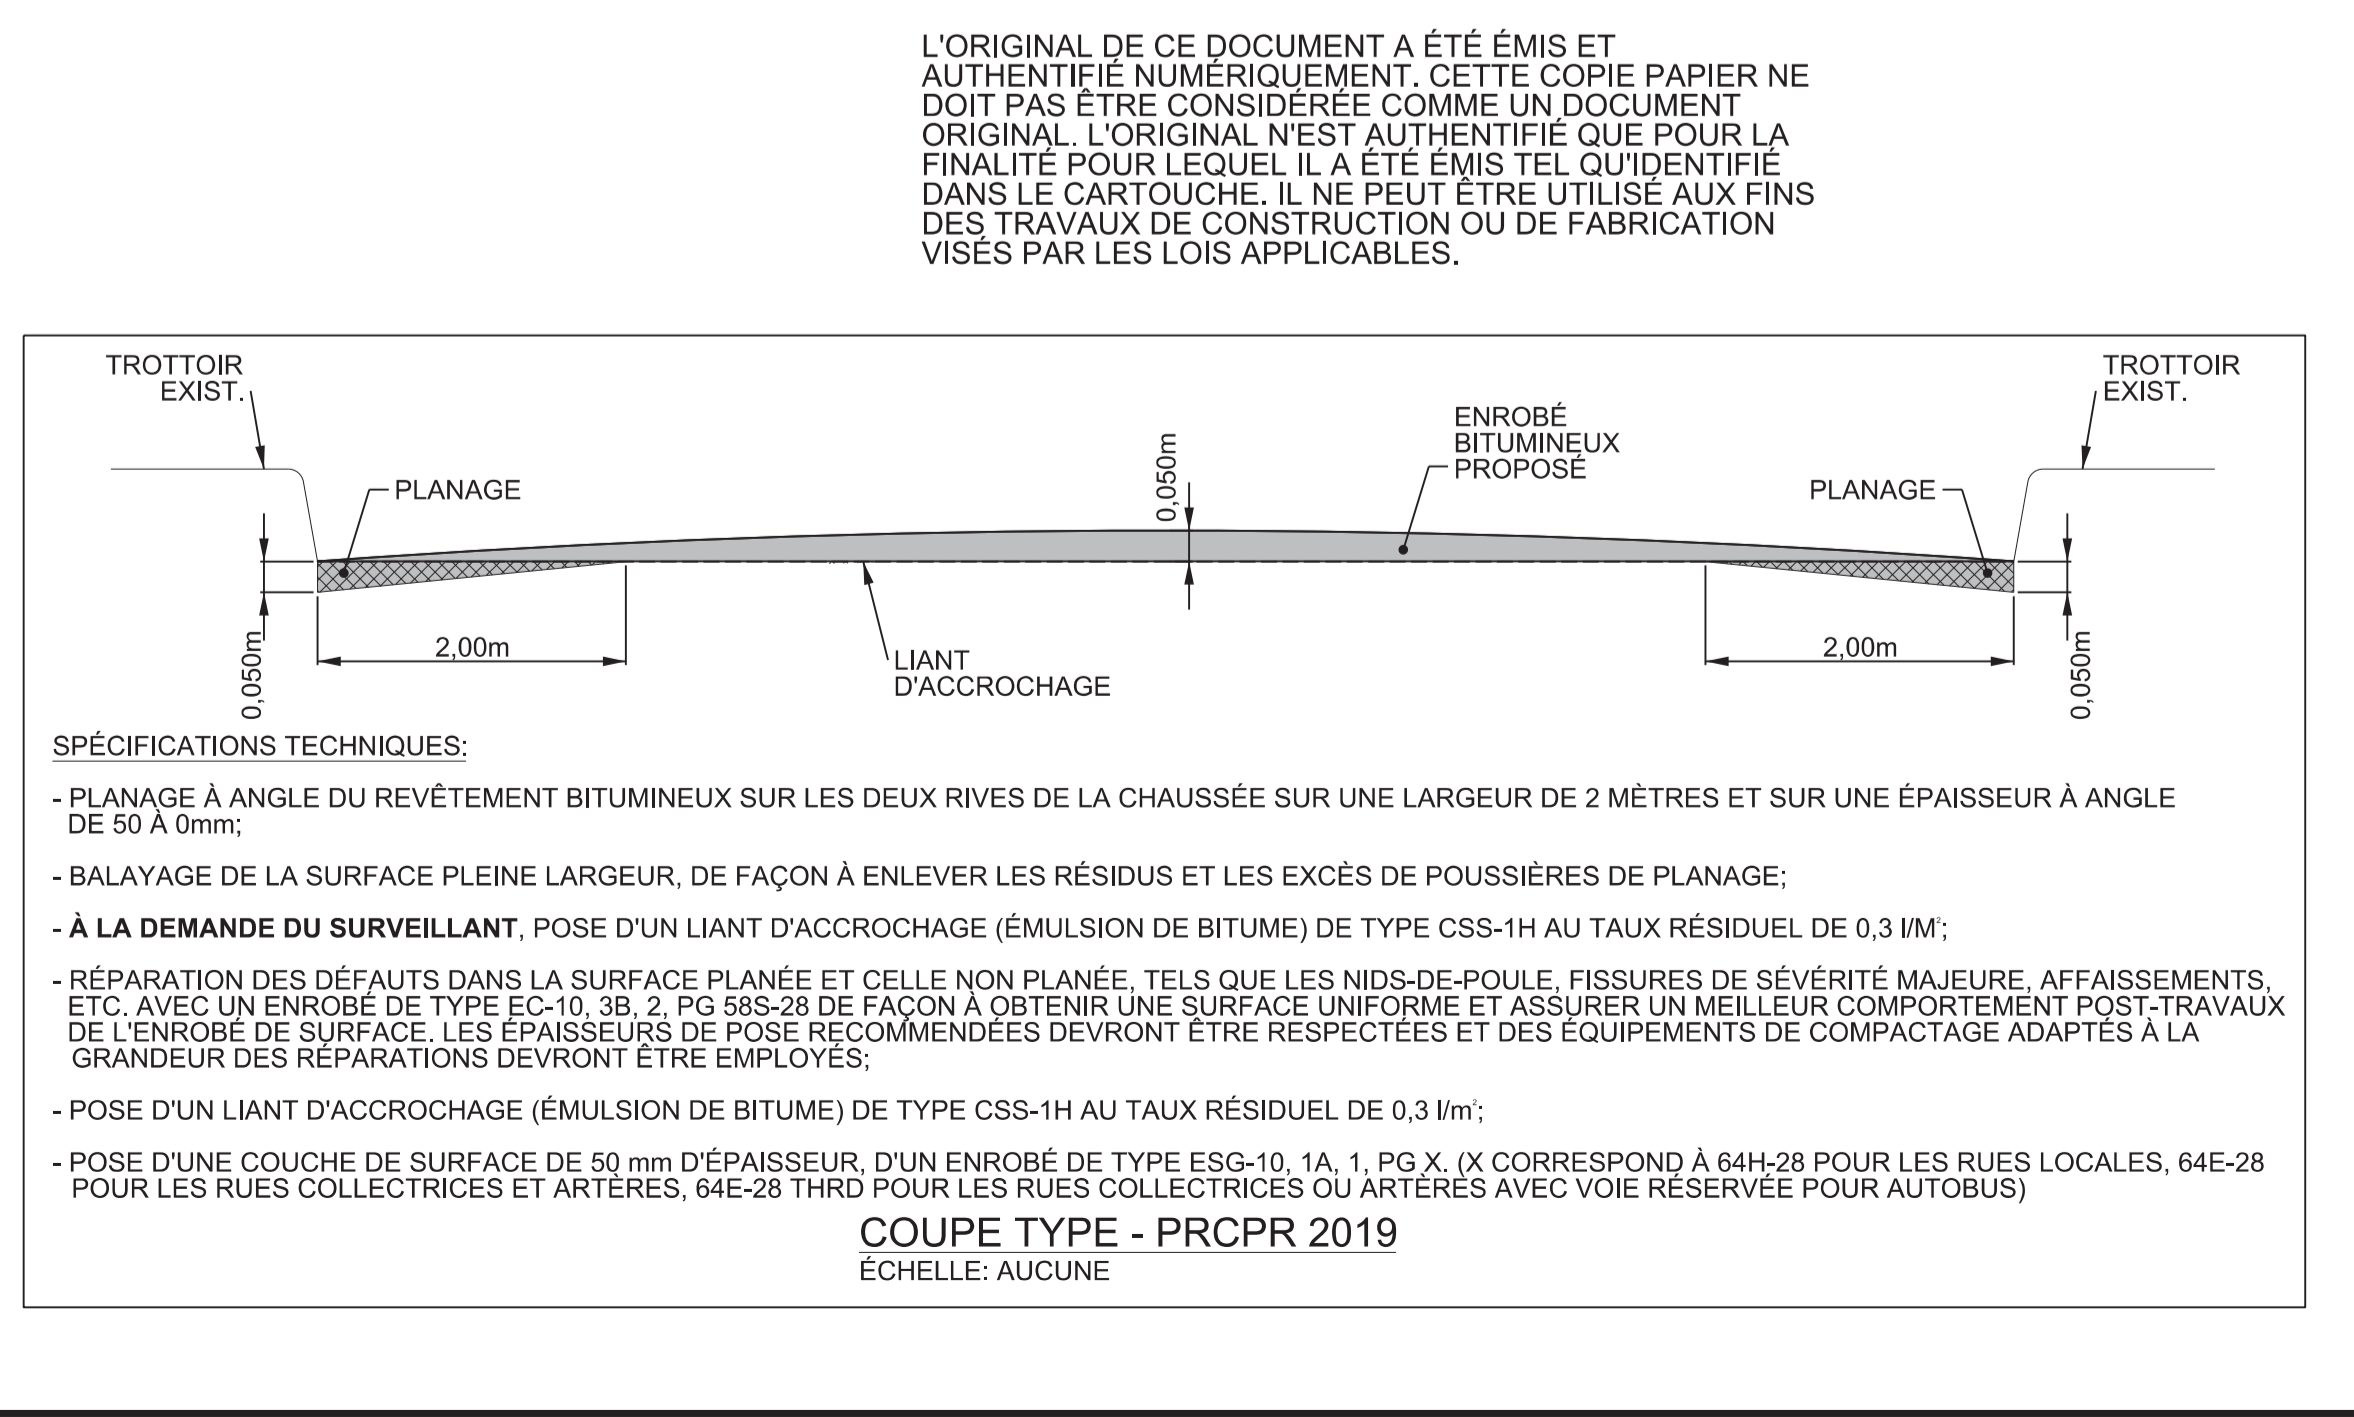 L'ORIGINAL DE CE DOCUMENT A ÉTÉ ÉMIS ET
AUTHENTIFIÉ NUMÉRIQUEMENT. CETTE COPIE PAPIER NE
DOIT PAS ÊTRE CONSIDÉRÉE COMME UN DOCUMENT
ORIGINAL. L'ORIGINAL N'EST AUTHENTIFIÉ QUE POUR LA
FINALITÉ POUR LEQUEL IL A ÉTÉ ÉMIS TEL QU'IDENTIFIÉ
DANS LE CARTOUCHE. IL NE PEUT ÊTRE UTILISÉ AUX FINS
DES TRAVAUX DE CONSTRUCTION OU DE FABRICATION
VISÉS PAR LES LOIS APPLICABLES.
TROTTOIR
EXIST.
TROTTOIR
EXIST.
PLANAGE
0,050m
ENROBÉ
BITUMINEUX
PROPOSÉ
PLANAGE
0,050m
2,00m
LIANT
D'ACCROCHAGE
2,00m
0,050m
SPÉCIFICATIONS TECHNIQUES:
- PLANAGE À ANGLE DU REVÊTEMENT BITUMINEUX SUR LES DEUX RIVES DE LA CHAUSSÉE SUR UNE LARGEUR DE 2 MÈTRES ET SUR UNE ÉPAISSEUR À ANGLE
DE 50 À 0mm;
- BALAYAGE DE LA SURFACE PLEINE LARGEUR, DE FAÇON À ENLEVER LES RÉSIDUS ET LES EXCÈS DE POUSSIÈRES DE PLANAGE;
- À LA DEMANDE DU SURVEILLANT, POSE D'UN LIANT D'ACCROCHAGE (ÉMULSION DE BITUME) DE TYPE CSS-1H AU TAUX RÉSIDUEL DE 0,3 l/M²;
- RÉPARATION DES DÉFAUTS DANS LA SURFACE PLANÉE ET CELLE NON PLANÉE, TELS QUE LES NIDS-DE-POULE, FISSURES DE SÉVÉRITÉ MAJEURE, AFFAISSEMENTS,
ETC. AVEC UN ENROBÉ DE TYPE EC-10, 3B, 2, PG 58S-28 DE FAÇON À OBTENIR UNE SURFACE UNIFORME ET ASSURER UN MEILLEUR COMPORTEMENT POST-TRAVAUX
DE L'ENROBÉ DE SURFACE. LES ÉPAISSEURS DE POSE RECOMMENDÉES DEVRONT ÊTRE RESPECTÉES ET DES ÉQUIPEMENTS DE COMPACTAGE ADAPTÉS À LA
GRANDEUR DES RÉPARATIONS DEVRONT ÊTRE EMPLOYÉS;
- POSE D'UN LIANT D'ACCROCHAGE (ÉMULSION DE BITUME) DE TYPE CSS-1H AU TAUX RÉSIDUEL DE 0,3 l/m²;
- POSE D'UNE COUCHE DE SURFACE DE 50 mm D'ÉPAISSEUR, D'UN ENROBÉ DE TYPE ESG-10, 1A, 1, PG X. (X CORRESPOND À 64H-28 POUR LES RUES LOCALES, 64E-28
POUR LES RUES COLLECTRICES ET ARTÈRES, 64E-28 THRD POUR LES RUES COLLECTRICES OU ARTÈRES AVEC VOIE RÉSERVÉE POUR AUTOBUS)
COUPE TYPE - PRCPR 2019
ÉCHELLE: AUCUNE